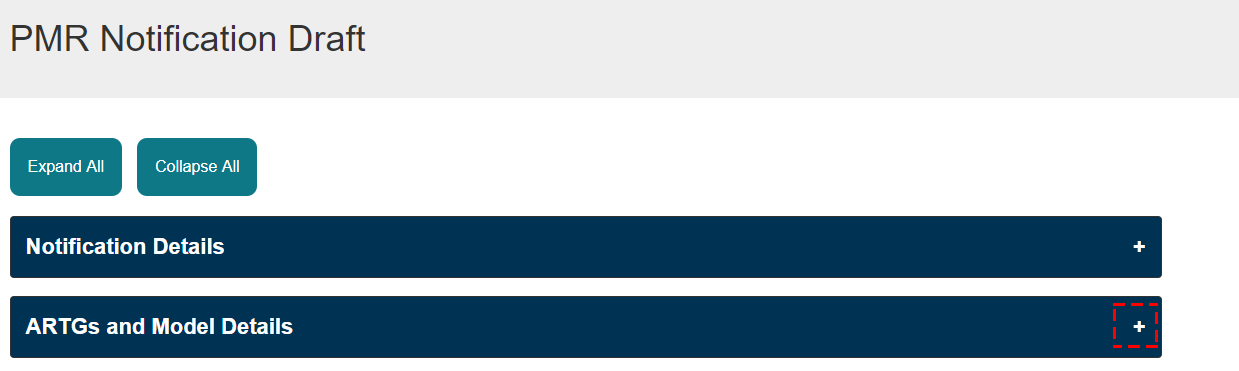 PMR Notification Draft
Expand All Collapse All
Notification Details +
ARTGs and Model Details +